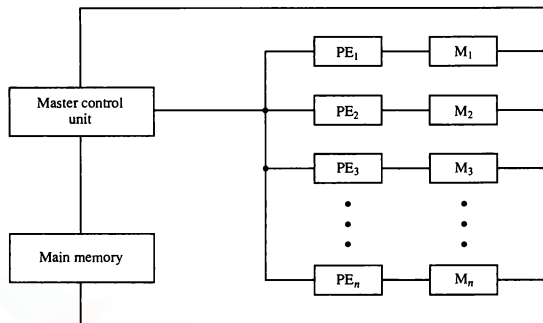 PE₁ M₁
Master control
unit
PE₂ M₂
PE₃ M₃
Main memory
PEₙ Mₙ